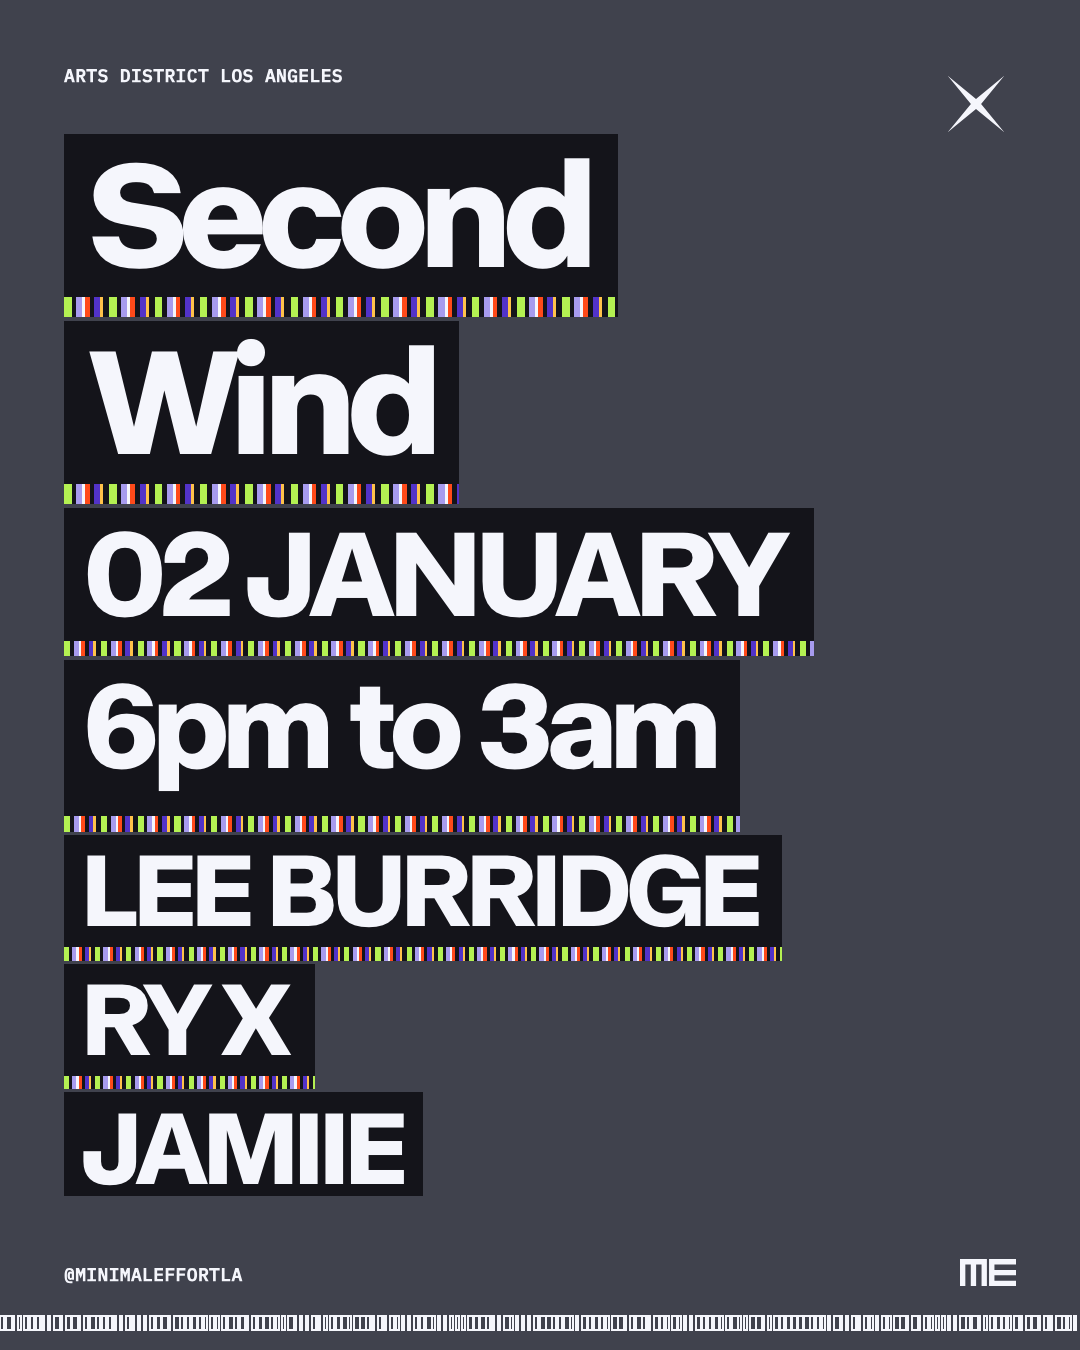 ARTS DISTRICT LOS ANGELES
Second
Wind
02 JANUARY
6pm to 3am
LEE BURRIDGE
RY X
JAMIIE
@MINIMALEFFORTLA
ME